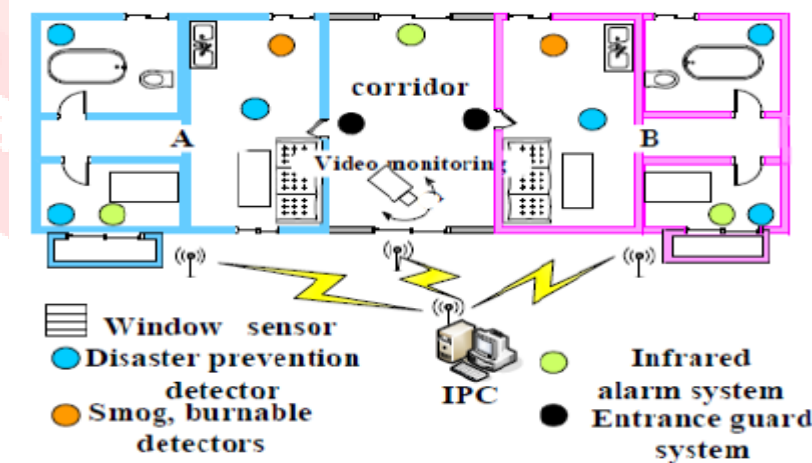 corridor
A
B
Video monitoring
Window sensor
Disaster prevention
detector
Smog, burnable
detectors
IPC
Infrared
alarm system
Entrance guard
system